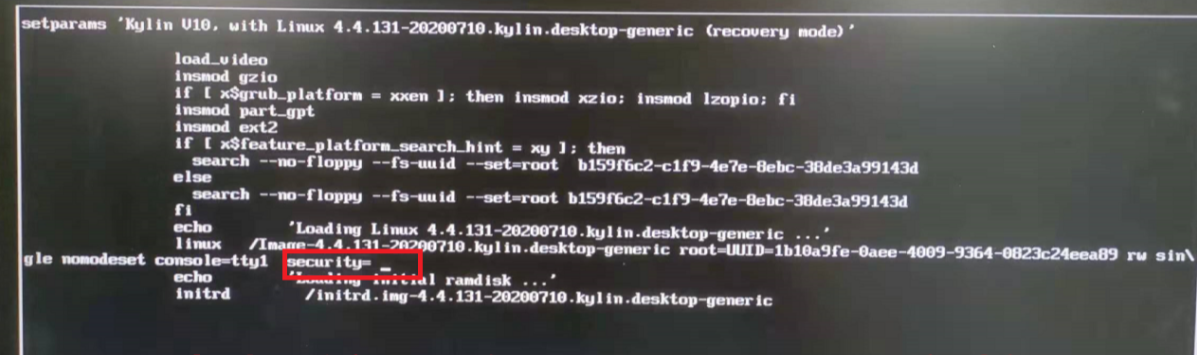 setparams 'Kylin V10, with Linux 4.4.131-20200710.kylin.desktop-generic (recovery mode)'
load_video
insmod gzio
if [ x$grub_platform = xxen ]; then insmod xzio; insmod lzopio; fi
insmod part_gpt
insmod ext2
if [ x$feature_platform_search_hint = xy ]; then
search --no-floppy --fs-uuid --set=root b159f6c2-c1f9-4e7e-8ebc-38de3a99143d
else
search --no-floppy --fs-uuid --set=root b159f6c2-c1f9-4e7e-8ebc-38de3a99143d
fi
echo 'Loading Linux 4.4.131-20200710.kylin.desktop-generic ...'
linux /Image-4.4.131-20200710.kylin.desktop-generic root=UUID=1b10a9fe-0aee-4009-9364-0823c24eea89 rw sin\
gle nomodeset console=tty1 security= _
echo 'Loading initial ramdisk ...'
initrd /initrd.img-4.4.131-20200710.kylin.desktop-generic